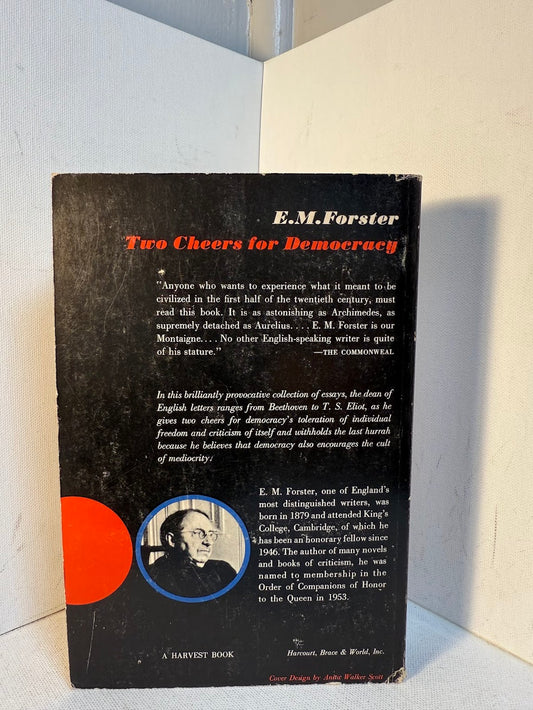 E.M.Forster
Two Cheers for Democracy
"Anyone who wants to experience what it meant to be
civilized in the first half of the twentieth century, must
read this book. It is as astonishing as Archimedes, as
supremely detached as Aurelius.... E. M. Forster is our
Montaigne.... No other English-speaking writer is quite
of his stature."
—THE COMMONWEAL
In this brilliantly provocative collection of essays, the dean of
English letters ranges from Beethoven to T. S. Eliot, as he
gives two cheers for democracy's toleration of individual
freedom and criticism of itself and withholds the last hurrah
because he believes that democracy also encourages the cult
of mediocrity.
E. M. Forster, one of England's
most distinguished writers, was
born in 1879 and attended King's
College, Cambridge, of which he
has been an honorary fellow since
1946. The author of many novels
and books of criticism, he was
named to membership in the
Order of Companions of Honor
to the Queen in 1953.
A HARVEST BOOK
Harcourt, Brace & World, Inc.
Cover Design by Antie Walker Scott